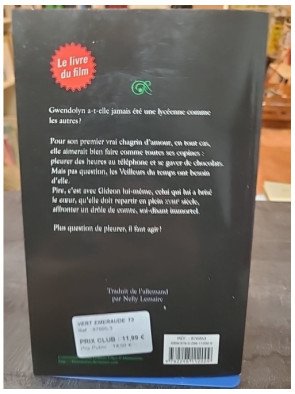 Le livre
du film
Gwendolyn a-t-elle jamais été une lycéenne comme
les autres ?
Pour son premier vrai chagrin d'amour, en tout cas,
elle aimerait bien faire comme toutes ses copines :
pleurer des heures au téléphone et se gaver de chocolats.
Mais pas question, les Veilleurs du temps ont besoin
d'elle.
Pire, c'est avec Gideon lui-même, celui qui lui a brisé
le cœur, qu'elle doit repartir en plein XVIIIe siècle,
affronter un drôle de comte, soi-disant immortel.
Plus question de pleurer, il faut agir !
Traduit de l'allemand
par Nelly Lemaire
VERT EMERAUDE T3
PRIX CLUB : 11,99 €
Prix Public